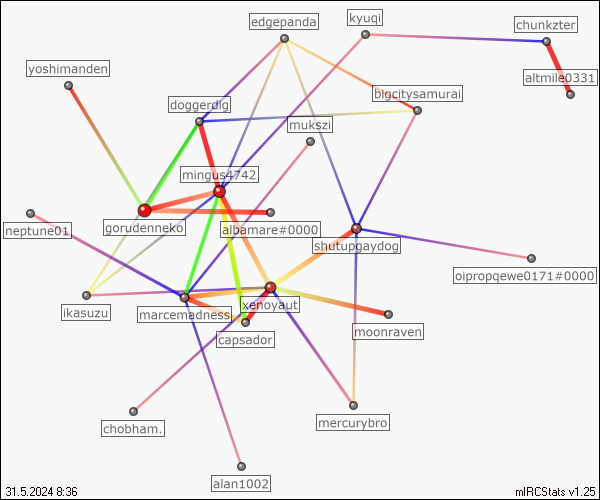 edgepanda
kyuqi
chunkzter
yoshimanden
altmile0331
doggerdig
bigcitysamurai
mukszi
mingus4742
neptune01
gorudenneko
albamare#0000
shutupgaydog
oipropqewe0171#0000
ikasuzu
marcemadness
xenoyaut
capsador
moonraven
chobham.
mercurybro
alan1002
31.5.2024 8:36
mIRCStats v1.25